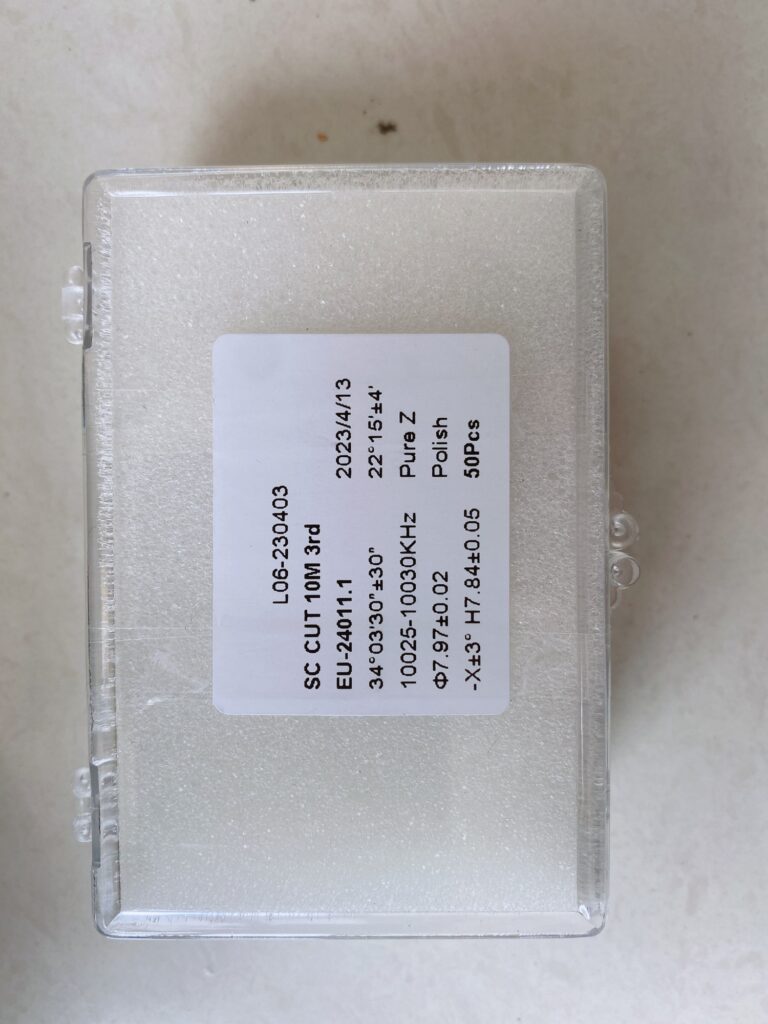 L06-230403
SC CUT 10M 3rd
EU-24011.1 2023/4/13
34°03'30"±30" 22°15'±4'
10025-10030KHz Pure Z
Φ7.97±0.02 Polish
-X±3° H7.84±0.05 50Pcs